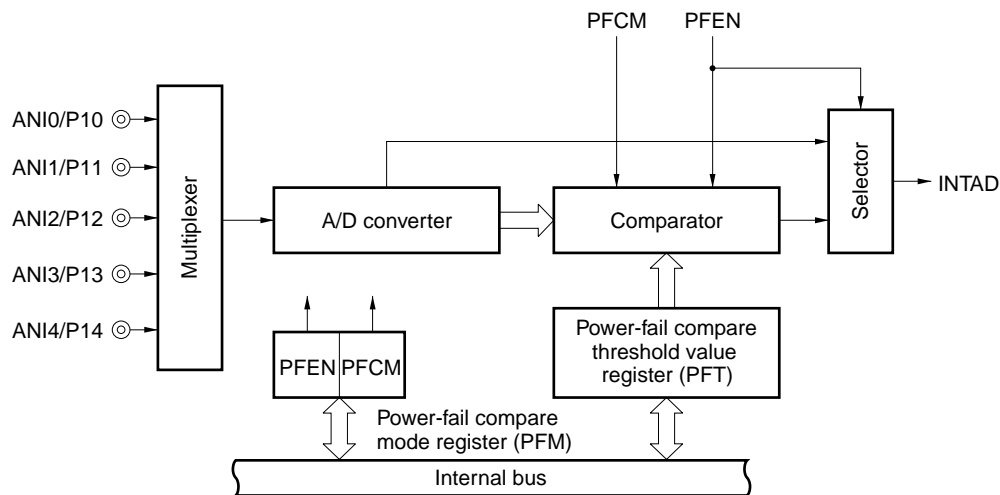 PFCM
PFEN
ANI0/P10
ANI1/P11
ANI2/P12
ANI3/P13
ANI4/P14
Multiplexer
A/D converter
Comparator
Selector
INTAD
PFEN
PFCM
Power-fail compare
threshold value
register (PFT)
Power-fail compare
mode register (PFM)
Internal bus